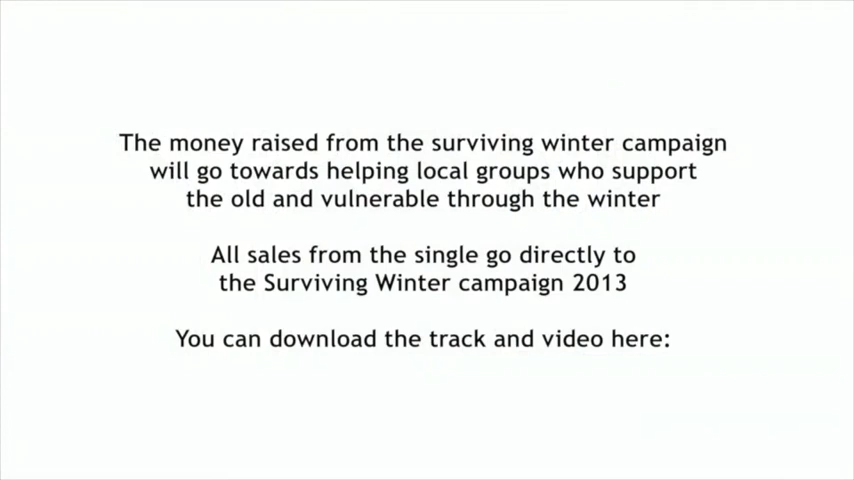 The money raised from the surviving winter campaign
will go towards helping local groups who support
the old and vulnerable through the winter
All sales from the single go directly to
the Surviving Winter campaign 2013
You can download the track and video here: